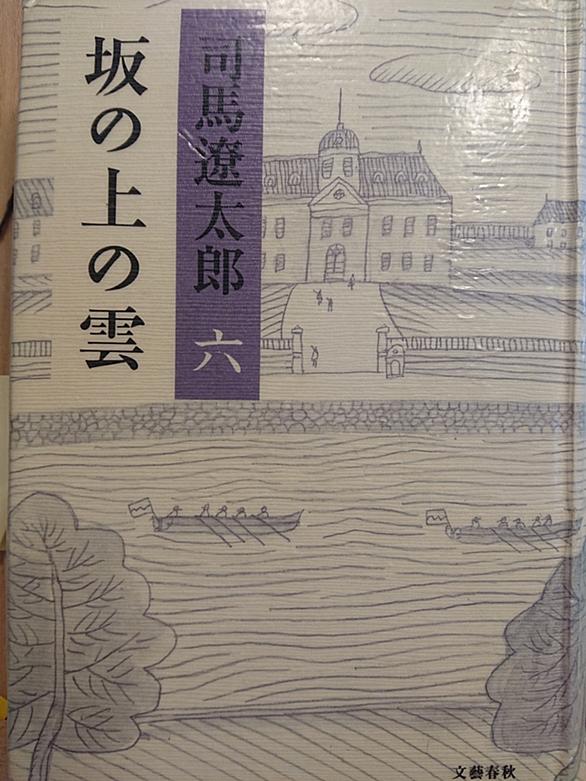 坂の上の雲
司馬遼太郎 六
文藝春秋